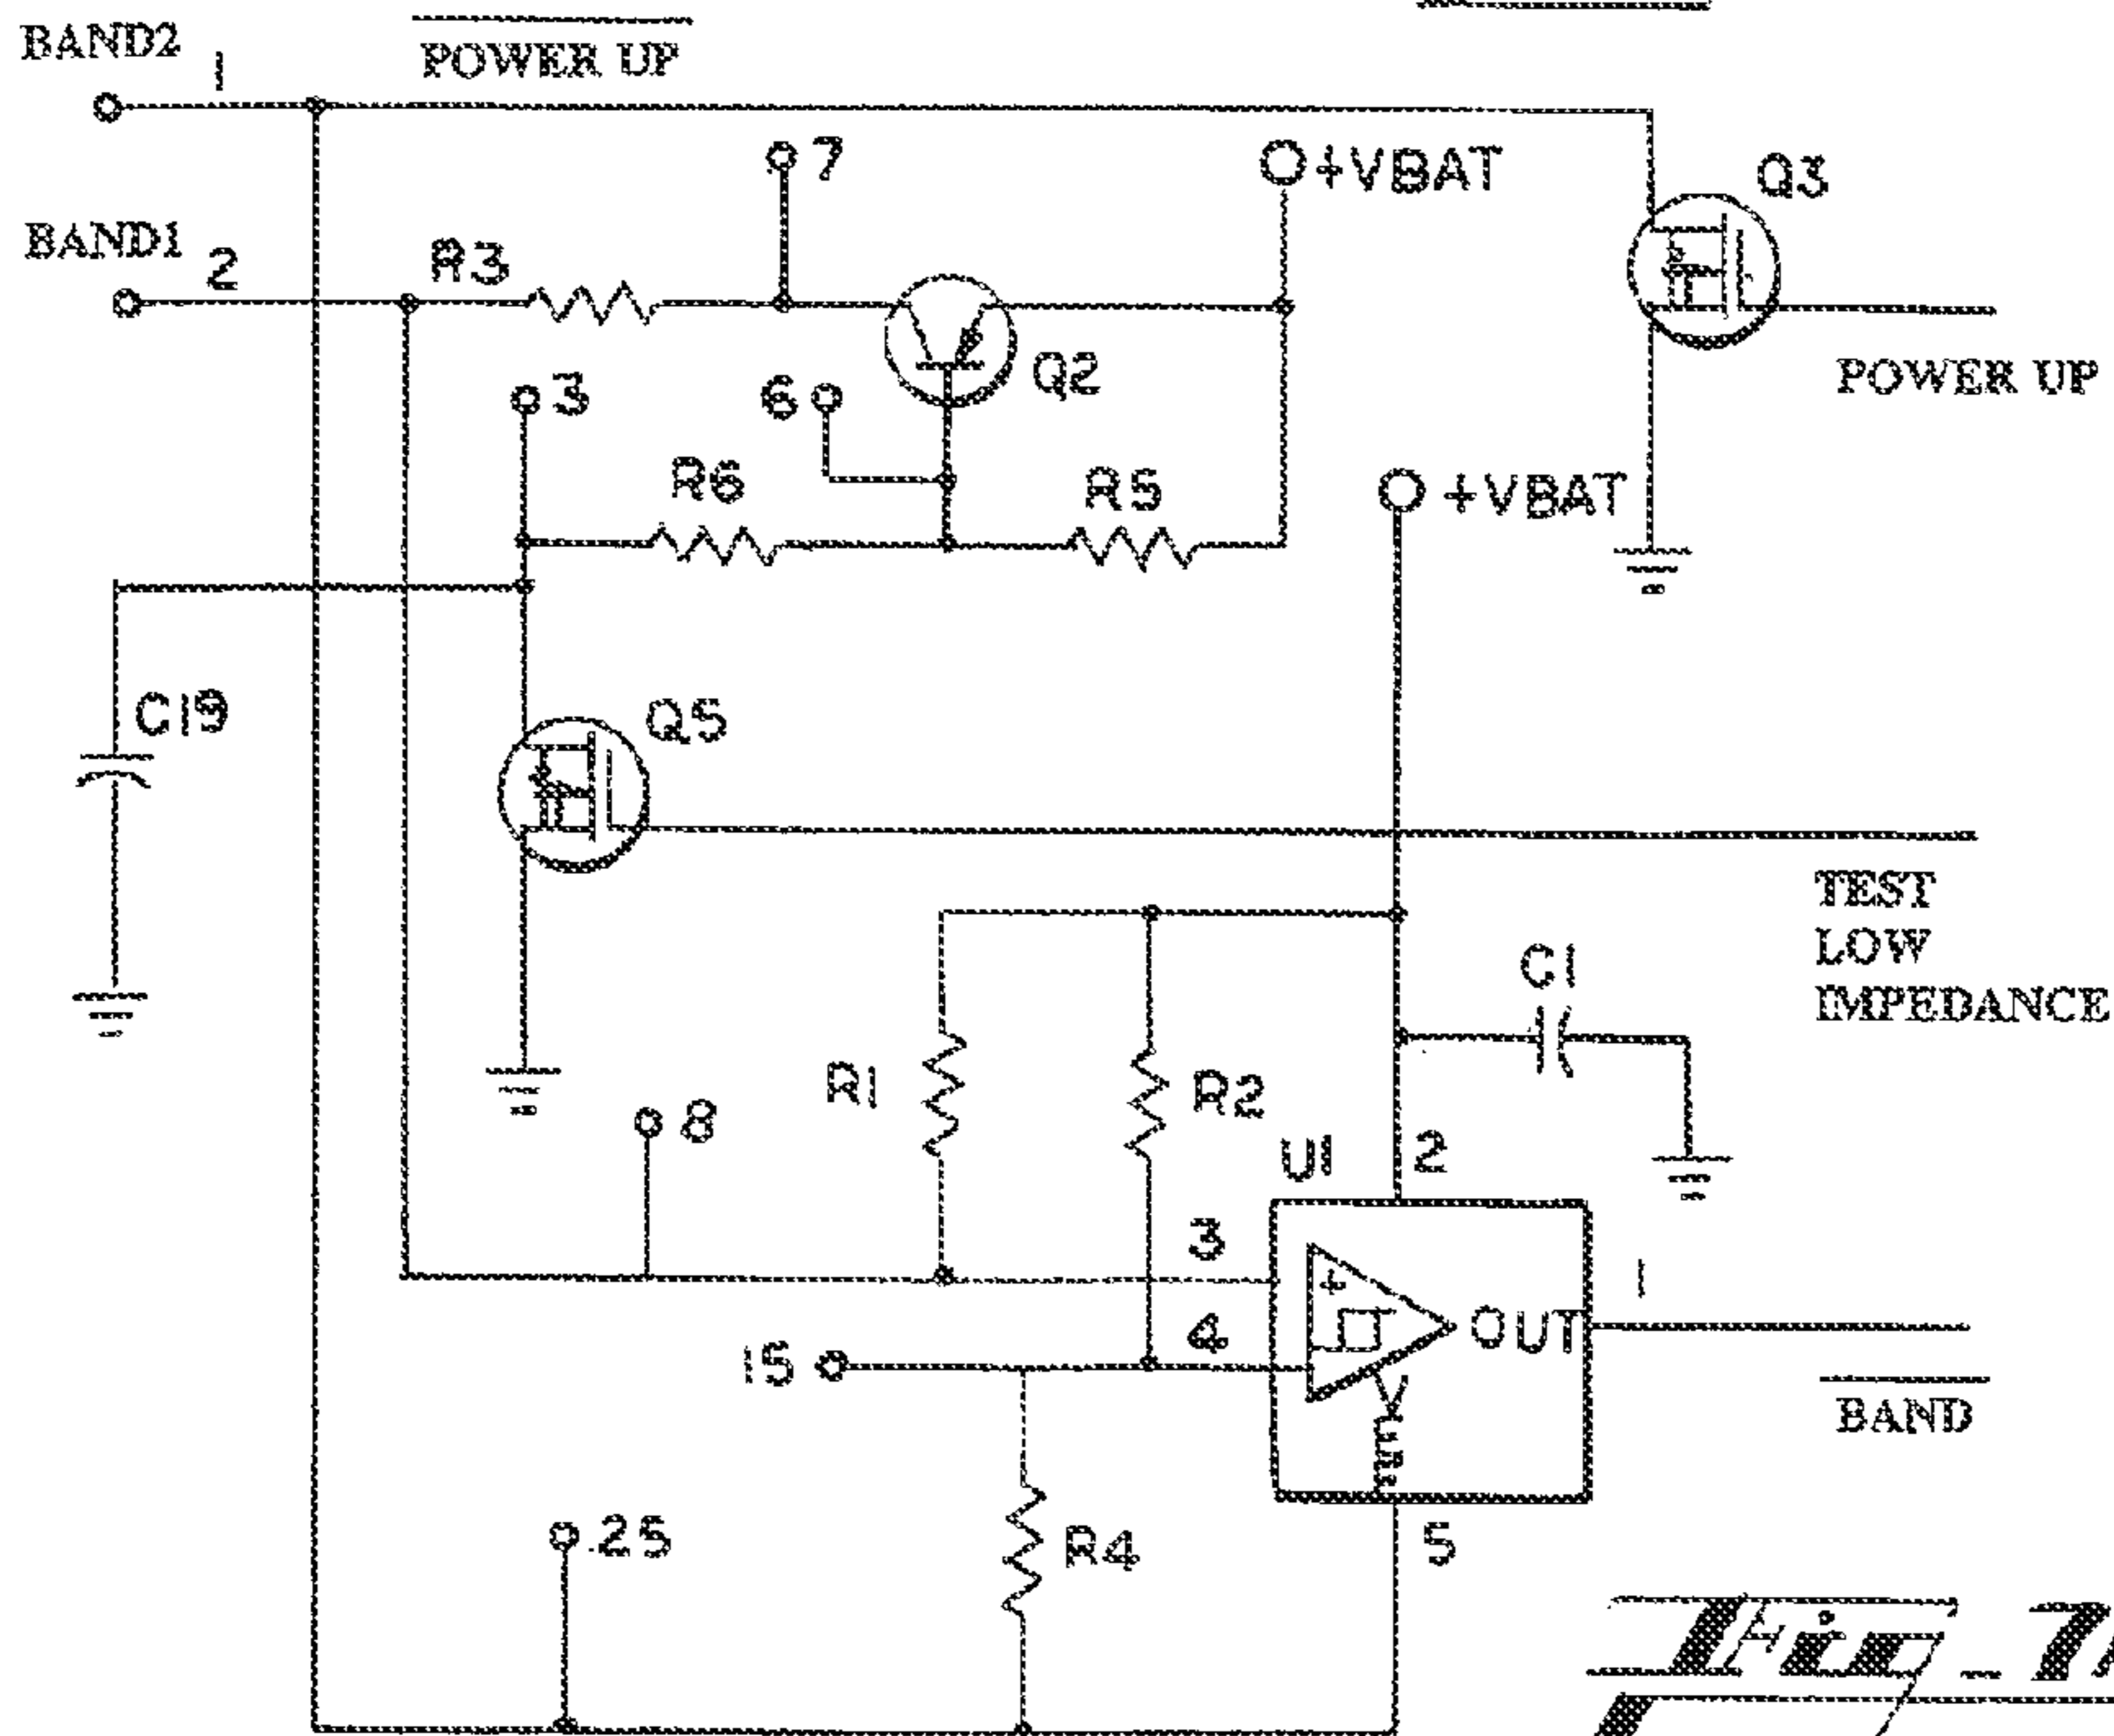 BAND2
1
POWER UP
7
+VBAT
Q3
BAND1
2
R3
Q2
POWER UP
3
6
R6
R5
+VBAT
C19
Q5
TEST
LOW
IMPEDANCE
C1
R1
R2
8
U1
2
3
+
1
4
OUT
15
BAND
VEE
25
R4
5